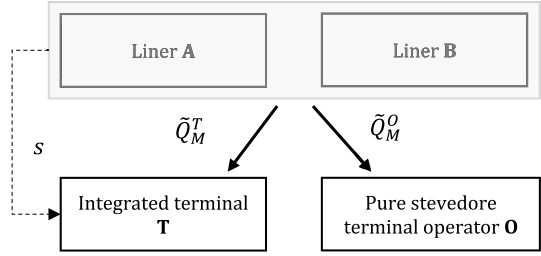 Liner A
Liner B
Q̃_M^T
Q̃_M^O
s
Integrated terminal
T
Pure stevedore
terminal operator O